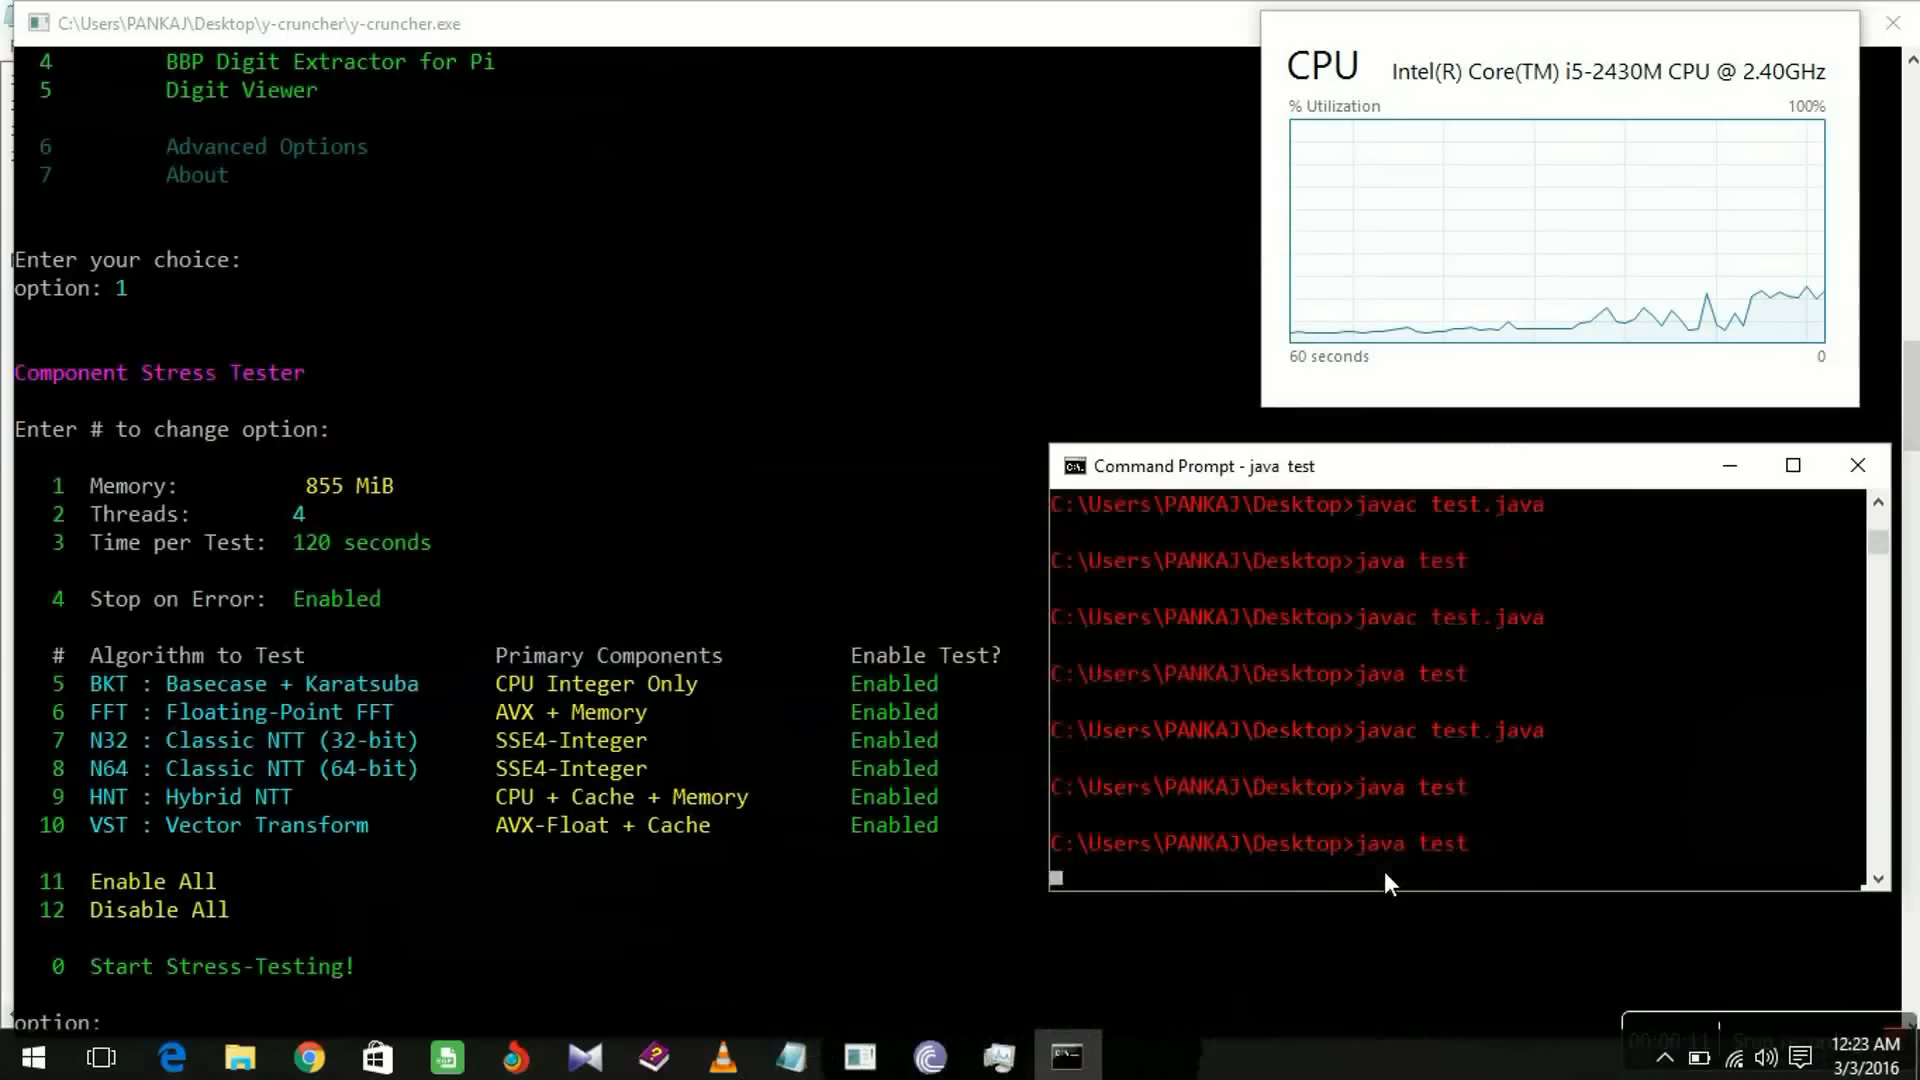 C:\Users\PANKAJ\Desktop\y-cruncher\y-cruncher.exe
4 BBP Digit Extractor for Pi
5 Digit Viewer
6 Advanced Options
7 About
Enter your choice:
option: 1
Component Stress Tester
Enter # to change option:
1 Memory: 855 MiB
2 Threads: 4
3 Time per Test: 120 seconds
4 Stop on Error: Enabled
# Algorithm to Test Primary Components Enable Test?
5 BKT : Basecase + Karatsuba CPU Integer Only Enabled
6 FFT : Floating-Point FFT AVX + Memory Enabled
7 N32 : Classic NTT (32-bit) SSE4-Integer Enabled
8 N64 : Classic NTT (64-bit) SSE4-Integer Enabled
9 HNT : Hybrid NTT CPU + Cache + Memory Enabled
10 VST : Vector Transform AVX-Float + Cache Enabled
11 Enable All
12 Disable All
0 Start Stress-Testing!
option:
CPU Intel(R) Core(TM) i5-2430M CPU @ 2.40GHz
% Utilization 100%
60 seconds 0
Command Prompt - java test
C:\Users\PANKAJ\Desktop>javac test.java
C:\Users\PANKAJ\Desktop>java test
C:\Users\PANKAJ\Desktop>javac test.java
C:\Users\PANKAJ\Desktop>java test
C:\Users\PANKAJ\Desktop>javac test.java
C:\Users\PANKAJ\Desktop>java test
C:\Users\PANKAJ\Desktop>java test
12:23 AM
3/3/2016